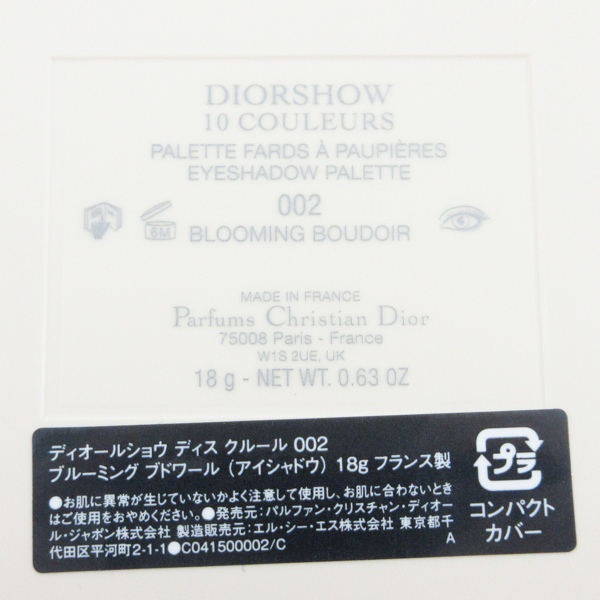 DIORSHOW
10 COULEURS
PALETTE FARDS À PAUPIÈRES
EYESHADOW PALETTE
002
6M
BLOOMING BOUDOIR
MADE IN FRANCE
Parfums Christian Dior
75008 Paris - France
W1S 2UE, UK
18 g - NET WT. 0.63 OZ
ディオールショウ ディス クルール 002
ブルーミング ブドワール（アイシャドウ）18g フランス製
●お肌に異常が生じていないかよく注意して使用し、お肌に合わないとき
はご使用をおやめください。●発売元：パルファン・クリスチャン・ディオー
ル・ジャポン株式会社 製造販売元：エル・シー・エス株式会社 東京都千
代田区平河町2-1-1●C041500002/C
A
プラ
コンパクト
カバー